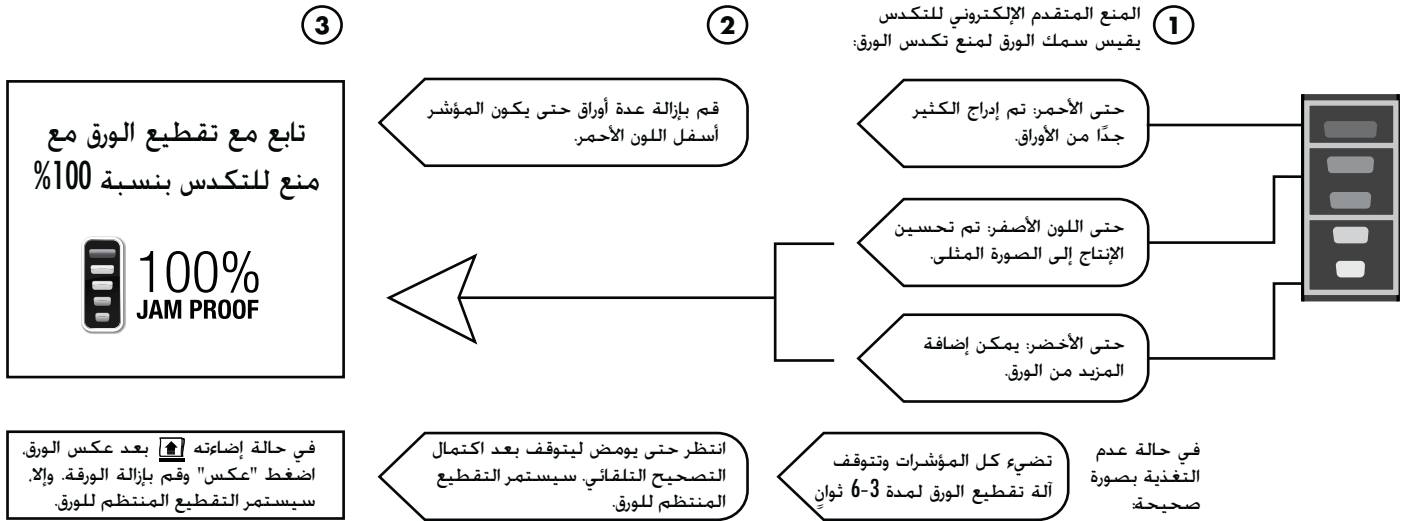 1
المنع المتقدم الإلكتروني للتكدس
يقيس سمك الورق لمنع تكدس الورق:
حتى الأحمر: تم إدراج الكثير
جدًا من الأوراق.
حتى اللون الأصفر: تم تحسين
الإنتاج إلى الصورة المثلى.
حتى الأخضر: يمكن إضافة
المزيد من الورق.
2
قم بإزالة عدة أوراق حتى يكون المؤشر
أسفل اللون الأحمر.
3
تابع مع تقطيع الورق مع
منع للتكدس بنسبة 100%
100%
JAM PROOF
في حالة عدم
التغذية بصورة
صحيحة:
تضيء كل المؤشرات وتتوقف
آلة تقطيع الورق لمدة 3-6 ثوانٍ
انتظر حتى يومض ليتوقف بعد اكتمال
التصحيح التلقائي. سيستمر التقطيع
المنتظم للورق.
في حالة إضاءته بعد عكس الورق،
اضغط "عكس" وقم بإزالة الورقة. وإلا،
سيستمر التقطيع المنتظم للورق.